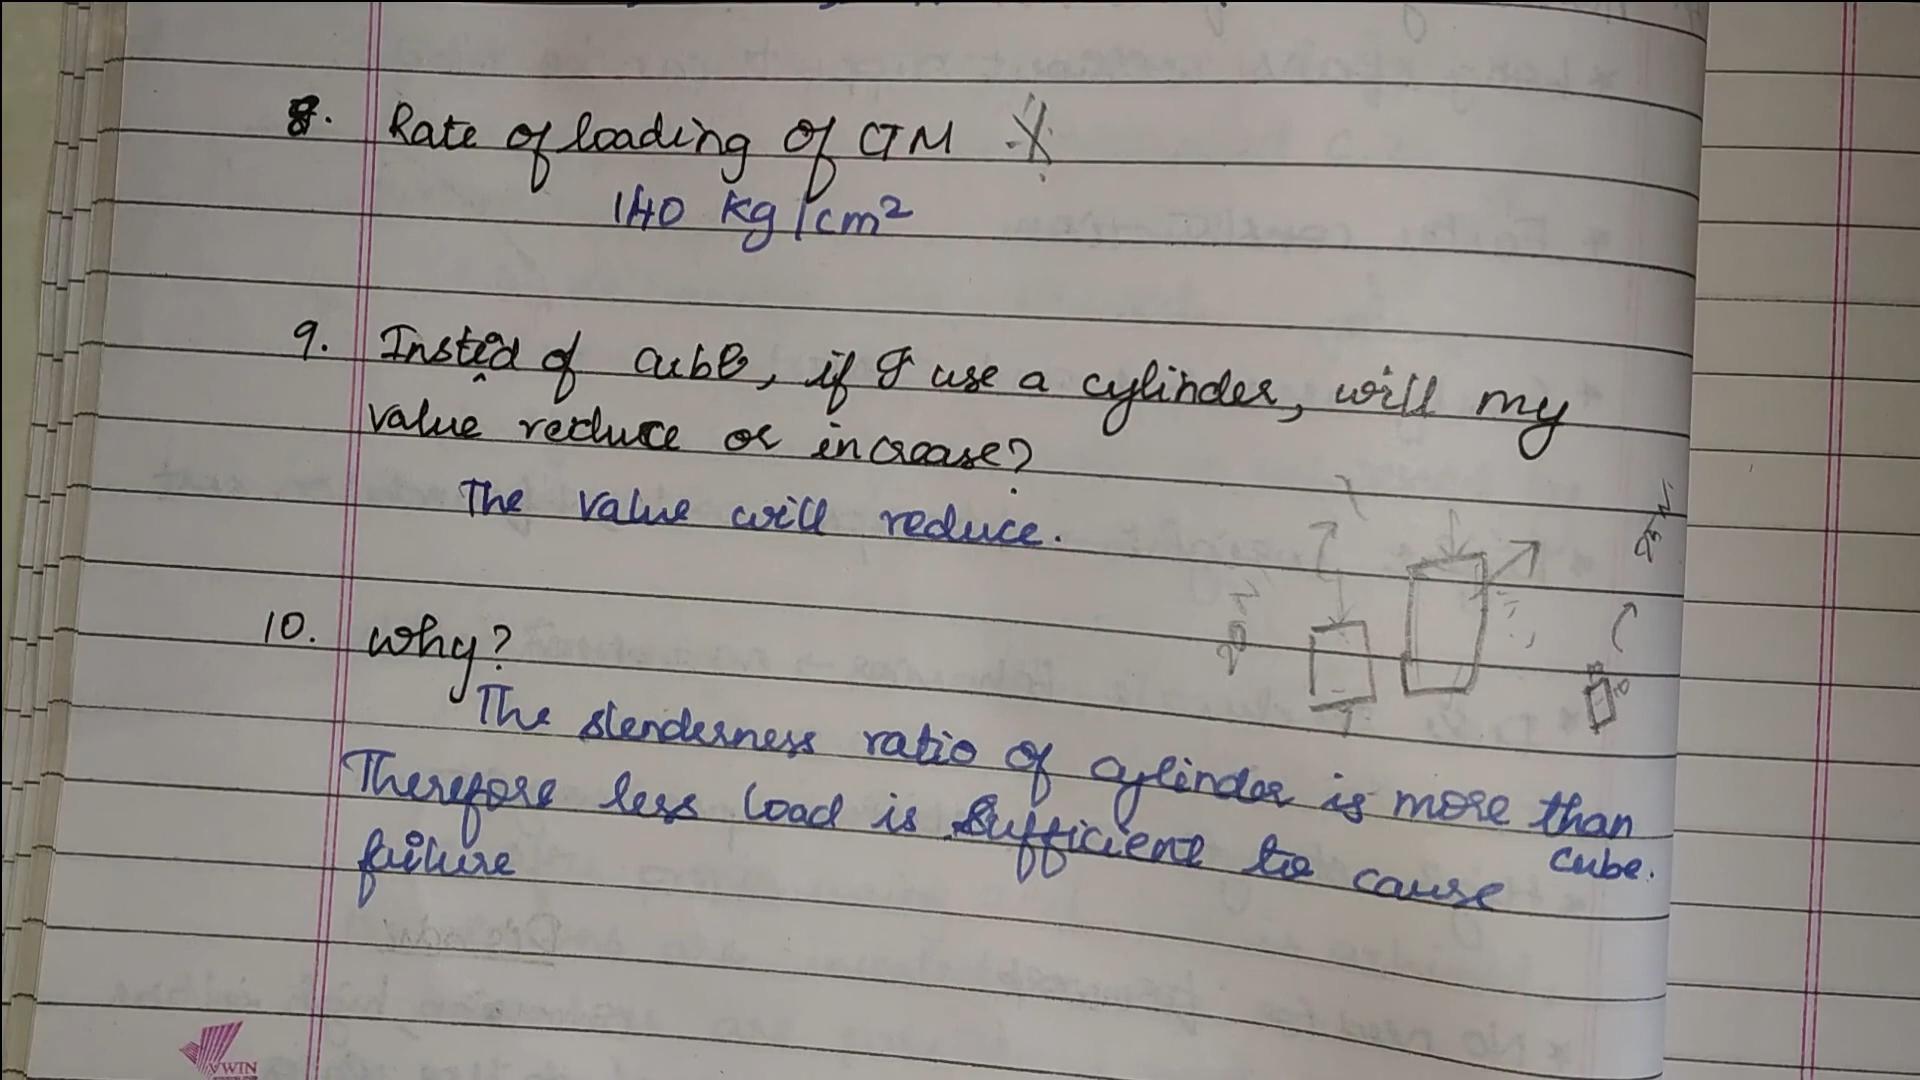 8. Rate of loading of CTM
140 kg/cm²
9. Insted of cube, if I use a cylinder, will my
value reduce or increase?
The value will reduce.
10. Why?
The slenderness ratio of cylinder is more than
cube.
Therefore less load is sufficient to cause
failure
VWIN